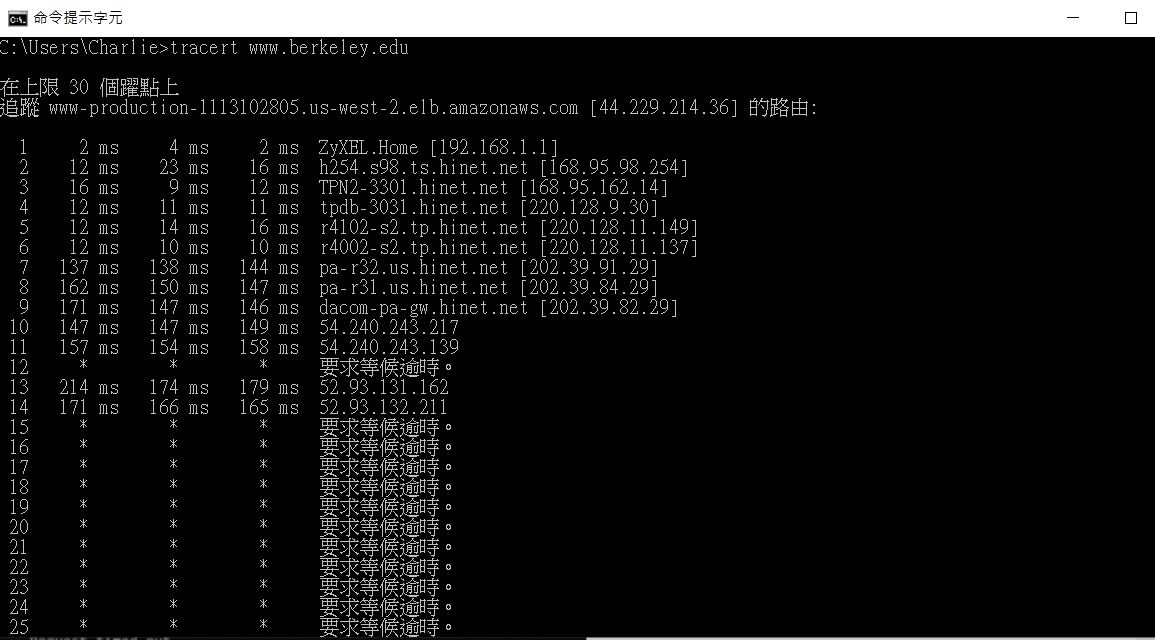 命令提示字元
C:\Users\Charlie>tracert www.berkeley.edu
在上限 30 個躍點上
追蹤 www-production-1113102805.us-west-2.elb.amazonaws.com [44.229.214.36] 的路由:
1 2 ms 4 ms 2 ms ZyXEL.Home [192.168.1.1]
2 12 ms 23 ms 16 ms h254.s98.ts.hinet.net [168.95.98.254]
3 16 ms 9 ms 12 ms TPN2-3301.hinet.net [168.95.162.14]
4 12 ms 11 ms 11 ms tpdb-3031.hinet.net [220.128.9.30]
5 12 ms 14 ms 16 ms r4102-s2.tp.hinet.net [220.128.11.149]
6 12 ms 10 ms 10 ms r4002-s2.tp.hinet.net [220.128.11.137]
7 137 ms 138 ms 144 ms pa-r32.us.hinet.net [202.39.91.29]
8 162 ms 150 ms 147 ms pa-r31.us.hinet.net [202.39.84.29]
9 171 ms 147 ms 146 ms dacom-pa-gw.hinet.net [202.39.82.29]
10 147 ms 147 ms 149 ms 54.240.243.217
11 157 ms 154 ms 158 ms 54.240.243.139
12 * * * 要求等候逾時。
13 214 ms 174 ms 179 ms 52.93.131.162
14 171 ms 166 ms 165 ms 52.93.132.211
15 * * * 要求等候逾時。
16 * * * 要求等候逾時。
17 * * * 要求等候逾時。
18 * * * 要求等候逾時。
19 * * * 要求等候逾時。
20 * * * 要求等候逾時。
21 * * * 要求等候逾時。
22 * * * 要求等候逾時。
23 * * * 要求等候逾時。
24 * * * 要求等候逾時。
25 * * * 要求等候逾時。